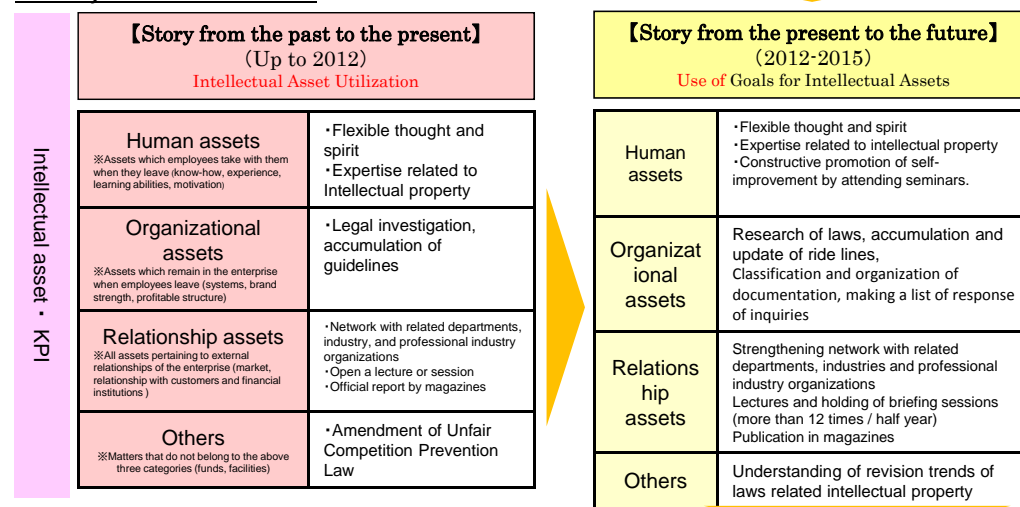 【Story from the past to the present】
(Up to 2012)
Intellectual Asset Utilization
Intellectual asset・ KPI
Human assets
※Assets which employees take with them
when they leave (know-how, experience,
learning abilities, motivation)
・Flexible thought and
spirit
・Expertise related to
Intellectual property
Organizational
assets
※Assets which remain in the enterprise
when employees leave (systems, brand
strength, profitable structure)
・Legal investigation,
accumulation of
guidelines
Relationship assets
※All assets pertaining to external
relationships of the enterprise (market,
relationship with customers and financial
institutions )
・Network with related departments,
industry, and professional industry
organizations
・Open a lecture or session
・Official report by magazines
Others
※Matters that do not belong to the above
three categories (funds, facilities)
・Amendment of Unfair
Competition Prevention
Law
【Story from the present to the future】
(2012-2015)
Use of Goals for Intellectual Assets
Human
assets
・Flexible thought and spirit
・Expertise related to intellectual property
・Constructive promotion of self-
improvement by attending seminars.
Organizat
ional
assets
Research of laws, accumulation and
update of ride lines,
Classification and organization of
documentation, making a list of response
of inquiries
Relations
hip
assets
Strengthening network with related
departments, industries and professional
industry organizations
Lectures and holding of briefing sessions
(more than 12 times / half year)
Publication in magazines
Others
Understanding of revision trends of
laws related intellectual property